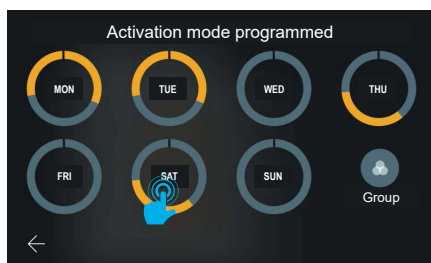 Activation mode programmed
MON TUE WED THU
FRI SAT SUN
Group